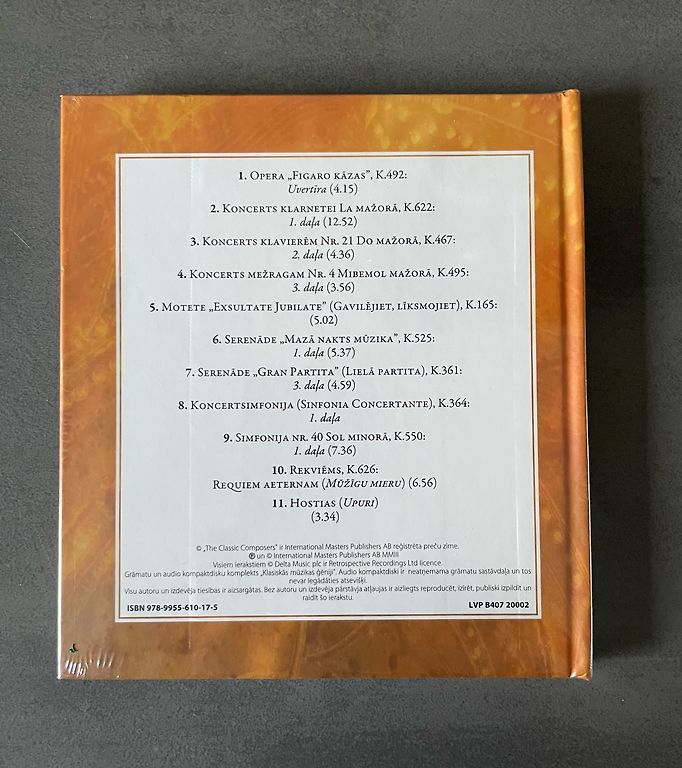 1. Opera „Figaro kāzas”, K.492:
Uvertīra (4.15)
2. Koncerts klarnetei La mažorā, K.622:
1. daļa (12.52)
3. Koncerts klavierēm Nr. 21 Do mažorā, K.467:
2. daļa (4.36)
4. Koncerts mežragam Nr. 4 Mibemol mažorā, K.495:
3. daļa (3.56)
5. Motete „Exsultate Jubilate” (Gavilējiet, līksmojiet), K.165:
(5.02)
6. Serenāde „Mazā nakts mūzika”, K.525:
1. daļa (5.37)
7. Serenāde „Gran Partita” (Lielā partita), K.361:
3. daļa (4.59)
8. Koncertsimfonija (Sinfonia Concertante), K.364:
1. daļa
9. Simfonija nr. 40 Sol minorā, K.550:
1. daļa (7.36)
10. Rekviēms, K.626:
Requiem aeternam (Mūžīgu mieru) (6.56)
11. Hostias (Upuri)
(3.34)
© „The Classic Composers” ir International Masters Publishers AB reģistrēta preču zīme.
℗ un © International Masters Publishers AB MMIII
Visiem ierakstiem © Delta Music plc ir Retrospective Recordings Ltd licence.
Grāmatu un audio kompaktdisku komplekts „Klasiskās mūzikas ģēniji”. Audio kompaktdiski ir neatņemama grāmatu sastāvdaļa un tos
nevar iegādāties atsevišķi.
Visu autoru un izdevēja tiesības ir aizsargātas. Bez autoru un izdevēja pārstāvja atļaujas ir aizliegts reproducēt, izīrēt, publiski izpildīt un
raidīt šo ierakstu.
ISBN 978-9955-610-17-5
LVP B407 20002